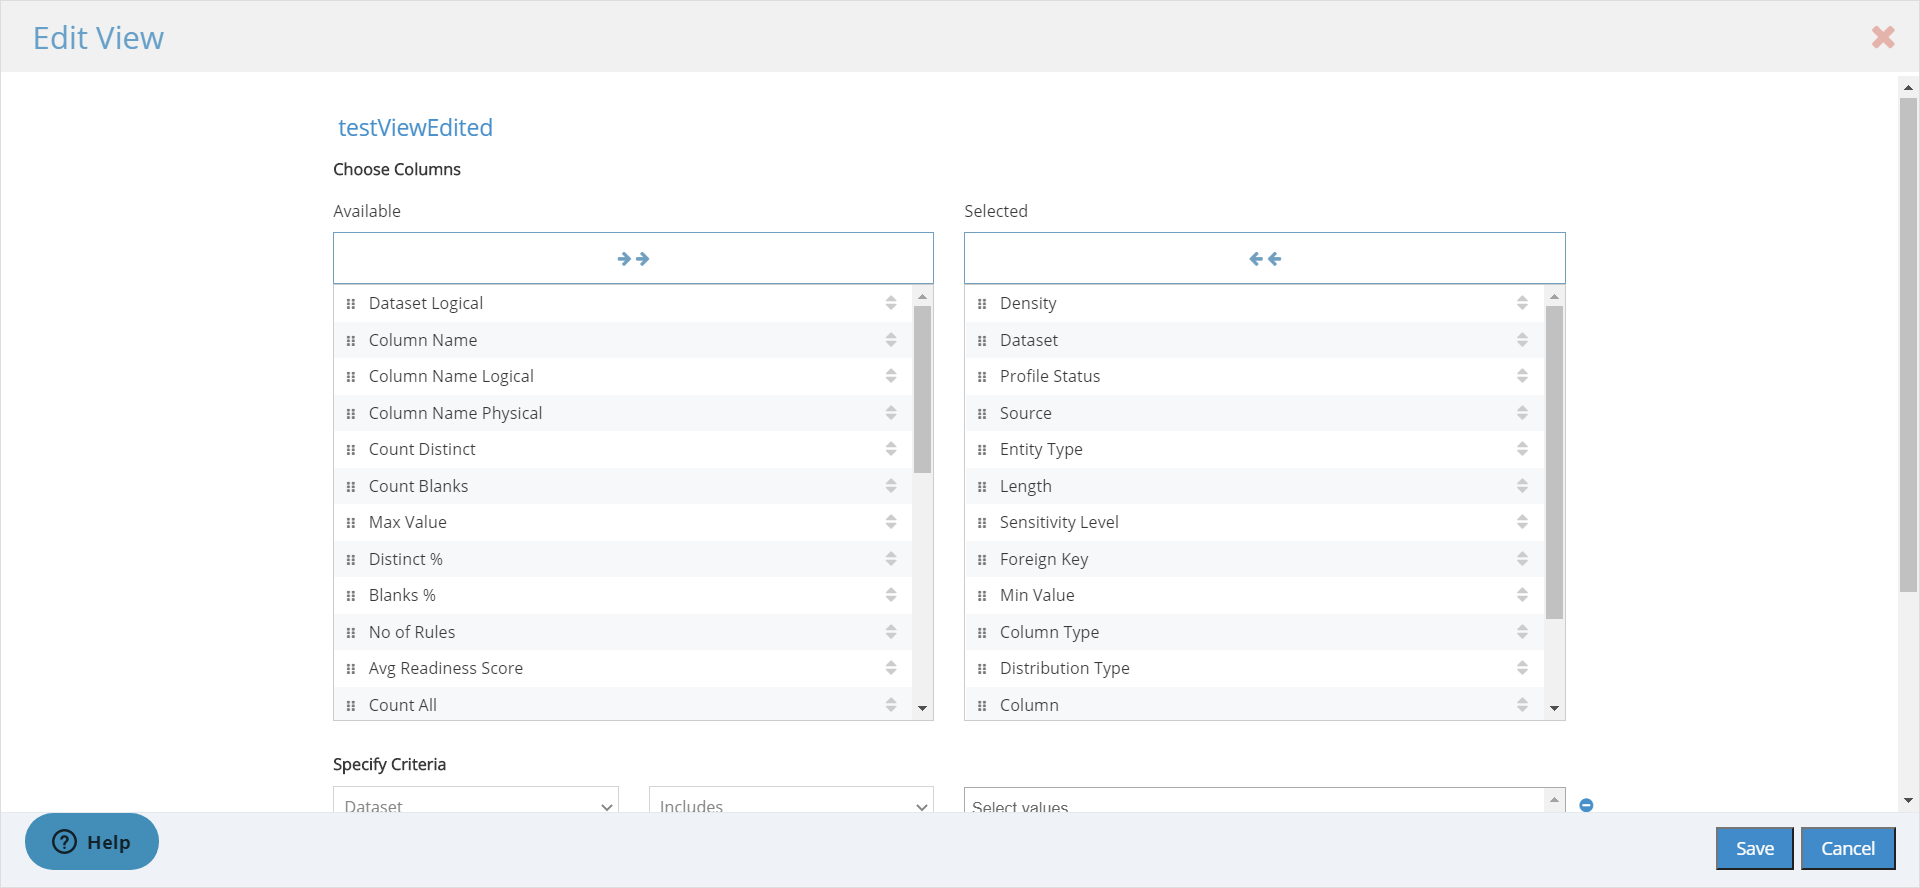 Edit View
testViewEdited
Choose Columns
Available
Selected
Dataset Logical
Column Name
Column Name Logical
Column Name Physical
Count Distinct
Count Blanks
Max Value
Distinct %
Blanks %
No of Rules
Avg Readiness Score
Count All
Density
Dataset
Profile Status
Source
Entity Type
Length
Sensitivity Level
Foreign Key
Min Value
Column Type
Distribution Type
Column
Specify Criteria
Dataset
Includes
Select values
Help
Save
Cancel